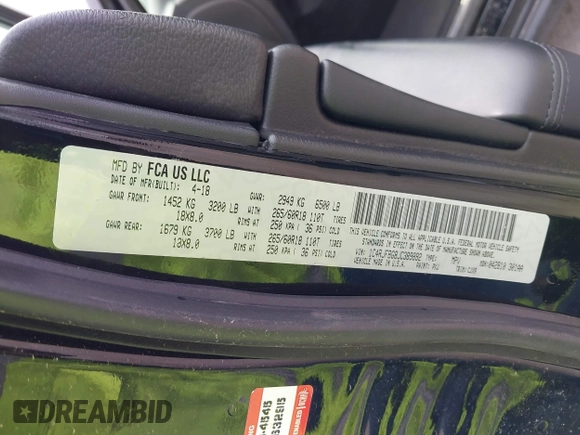 MFD BY FCA US LLC
DATE OF MFR(BUILT): 4-18
GVWR: 2949 KG 6500 LB
GAWR FRONT: 1452 KG 3200 LB WITH 265/60R18 110T TIRES
18X8.0 RIMS AT 250 KPA ( 36 PSI/ COLD
GAWR REAR: 1679 KG 3700 LB WITH 265/60R18 110T TIRES
18X8.0 RIMS AT 250 KPA ( 36 PSI/ COLD
THIS VEHICLE CONFORMS TO ALL APPLICABLE U.S.A. FEDERAL MOTOR VEHICLE SAFETY
STANDARDS IN EFFECT ON THE DATE OF MANUFACTURE SHOWN ABOVE.
TYPE: MPV
PAINT: PXJ
TRIM:
DREAMBID